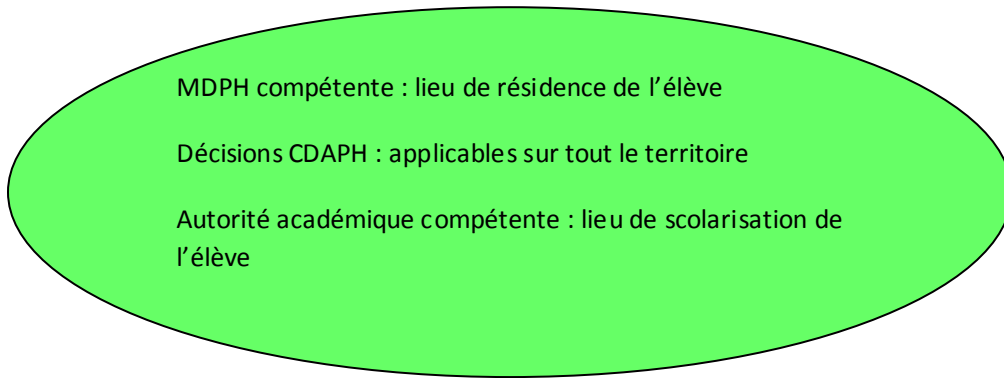 MDPH compétente : lieu de résidence de l’élève
Décisions CDAPH : applicables sur tout le territoire
Autorité académique compétente : lieu de scolarisation de
l’élève